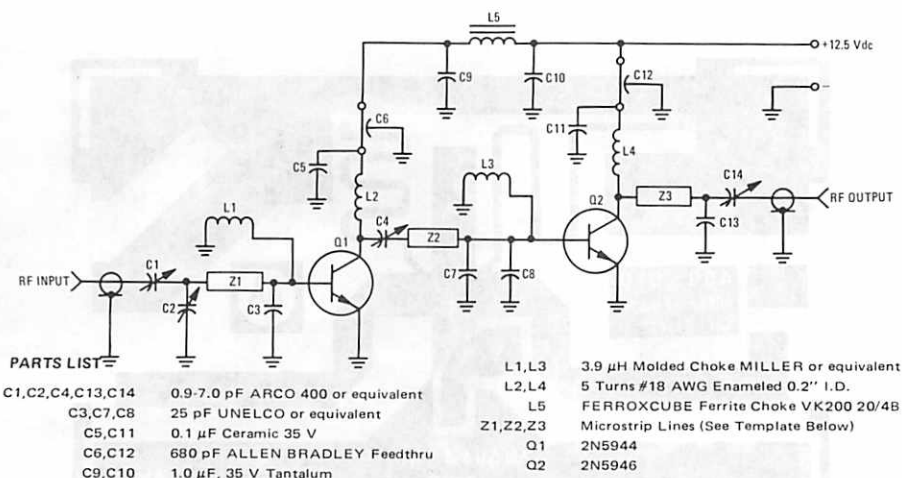 L5
+12.5 Vdc
C9
C10
C12
–
C6
C11
C5
L4
L3
L2
Q2
C14
L1
C4
Z3
RF OUTPUT
Q1
Z2
C13
C1
Z1
C7
C8
RF INPUT
C2
C3
PARTS LIST
C1,C2,C4,C13,C14 0.9-7.0 pF ARCO 400 or equivalent
C3,C7,C8 25 pF UNELCO or equivalent
C5,C11 0.1 µF Ceramic 35 V
C6,C12 680 pF ALLEN BRADLEY Feedthru
C9,C10 1.0 µF, 35 V Tantalum
L1,L3 3.9 µH Molded Choke MILLER or equivalent
L2,L4 5 Turns #18 AWG Enameled 0.2" I.D.
L5 FERROXCUBE Ferrite Choke VK200 20/4B
Z1,Z2,Z3 Microstrip Lines (See Template Below)
Q1 2N5944
Q2 2N5946